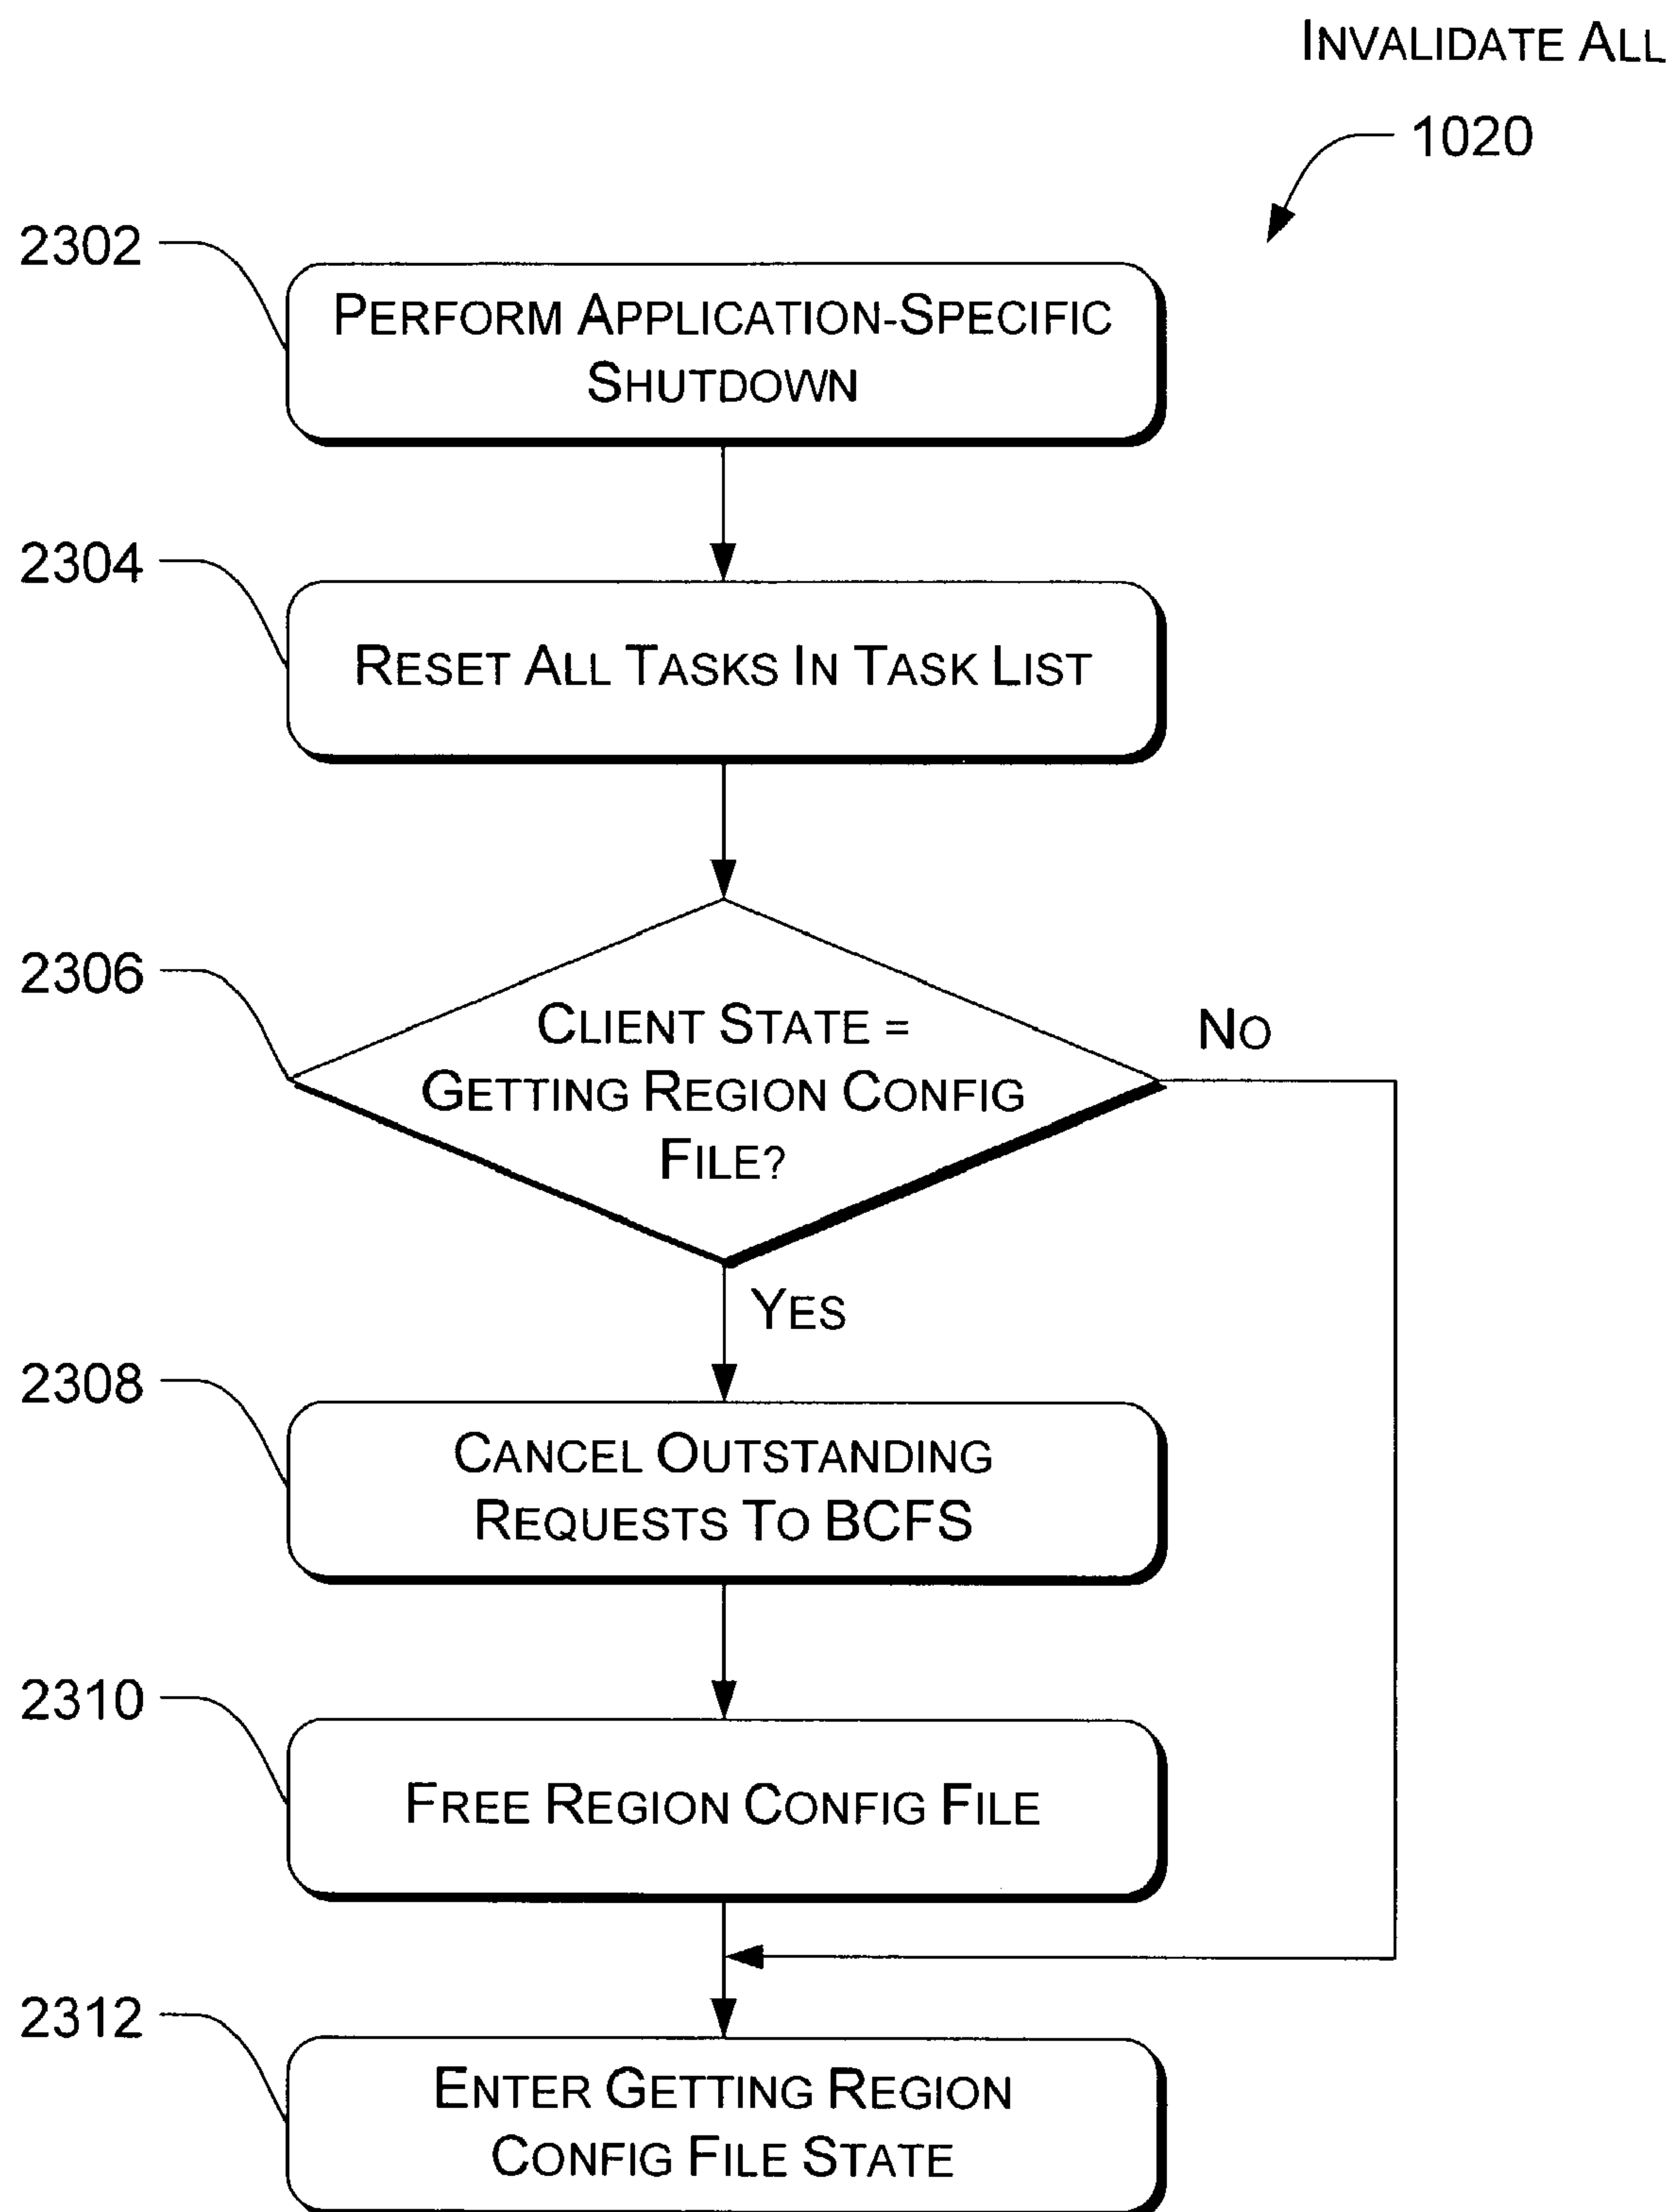 INVALIDATE ALL
1020
2302
PERFORM APPLICATION-SPECIFIC
SHUTDOWN
2304
RESET ALL TASKS IN TASK LIST
2306
CLIENT STATE =
GETTING REGION CONFIG
FILE?
NO
YES
2308
CANCEL OUTSTANDING
REQUESTS TO BCFS
2310
FREE REGION CONFIG FILE
2312
ENTER GETTING REGION
CONFIG FILE STATE